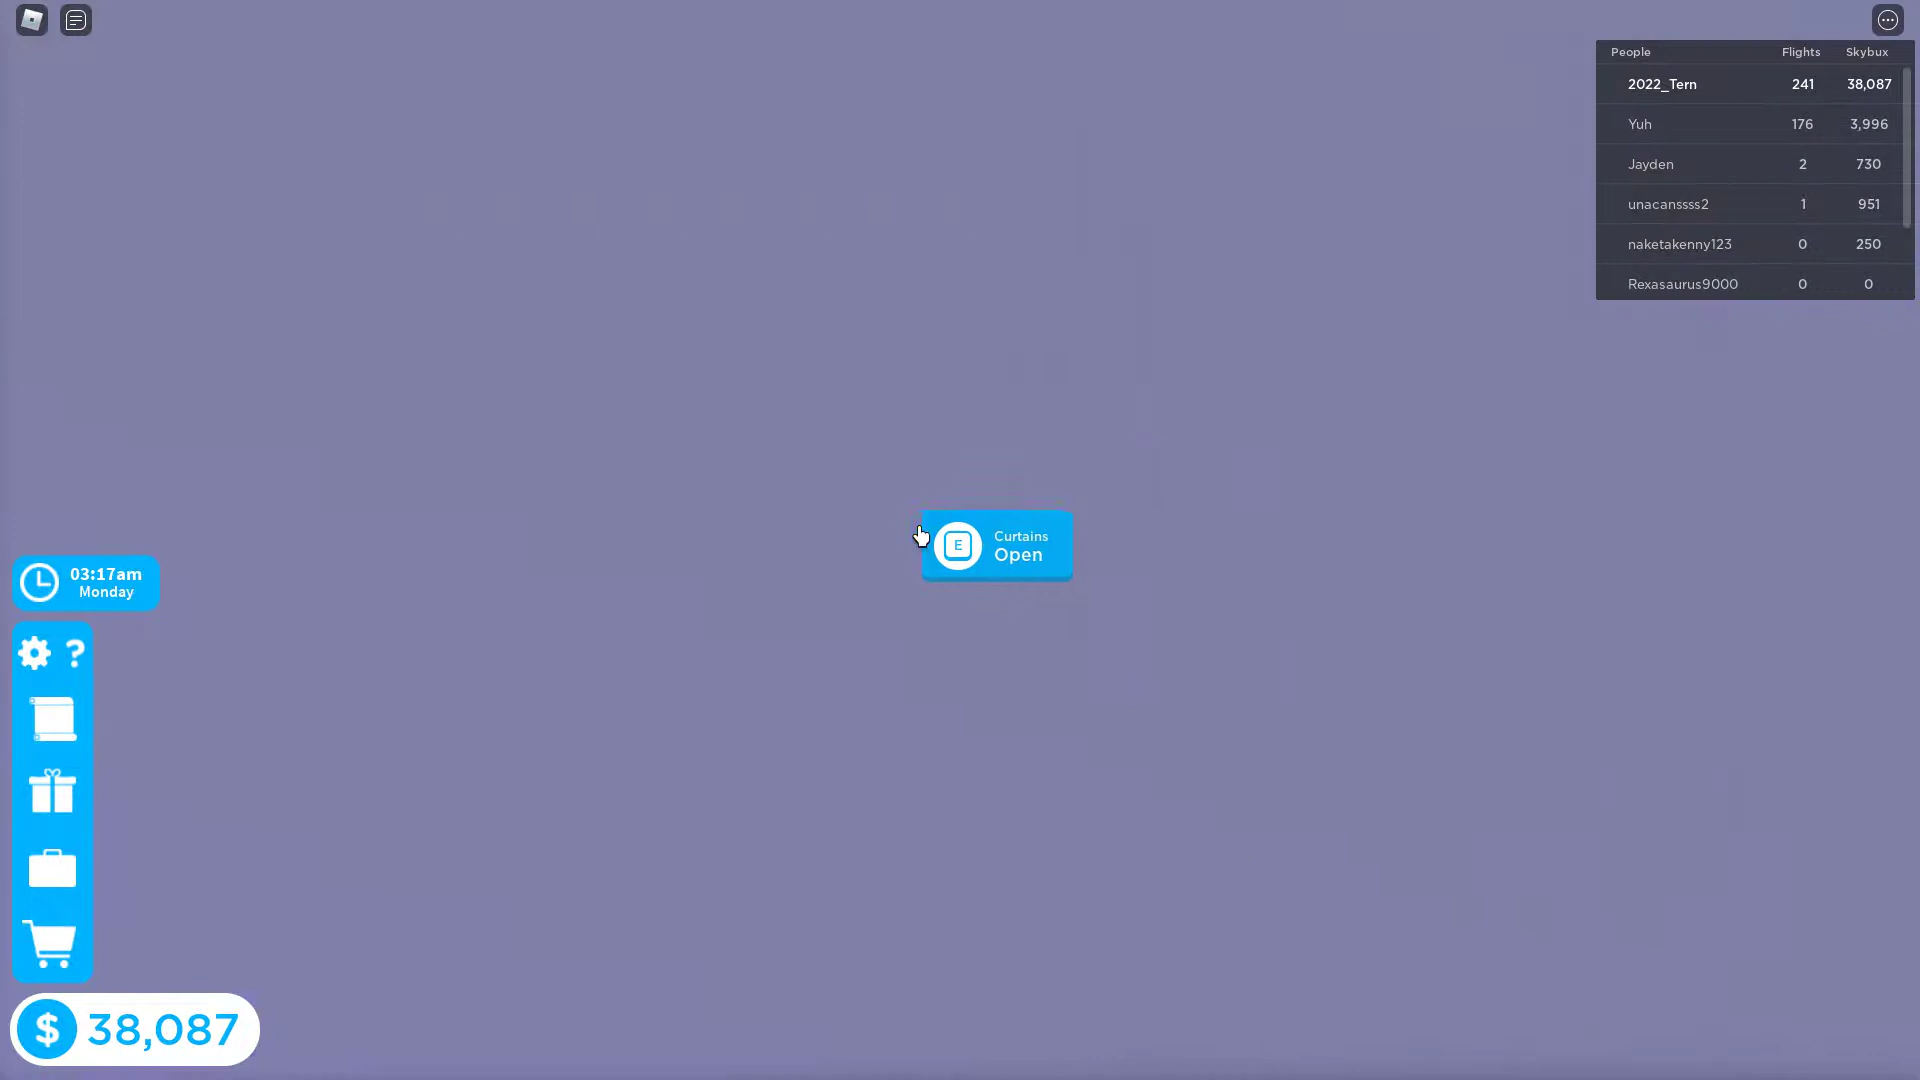 People Flights Skybux
2022_Tern 241 38,087
Yuh 176 3,996
Jayden 2 730
unacanssss2 1 951
naketakenny123 0 250
Rexasaurus9000 0 0
E
Curtains
Open
03:17am
Monday
?
$ 38,087